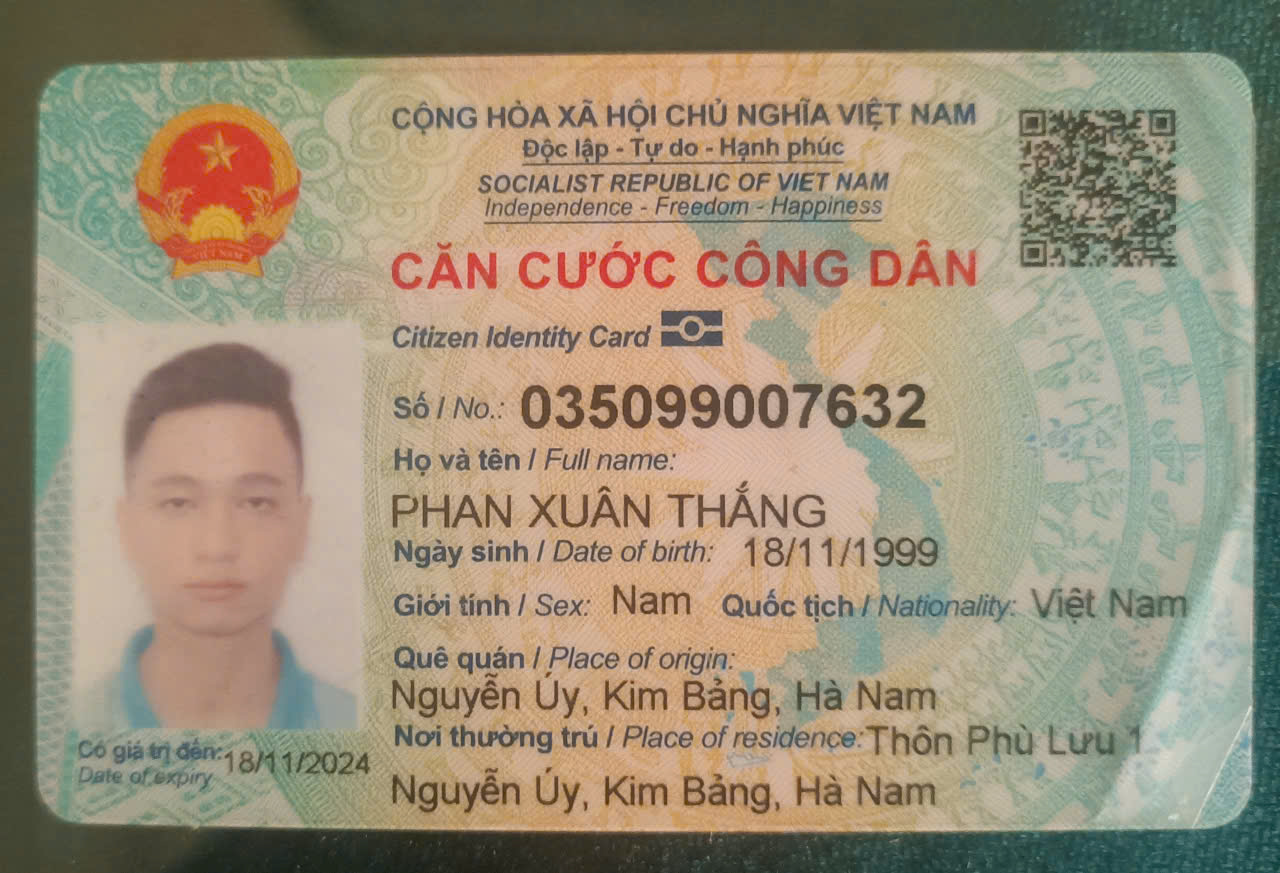 CỘNG HÒA XÃ HỘI CHỦ NGHĨA VIỆT NAM
Độc lập - Tự do - Hạnh phúc
SOCIALIST REPUBLIC OF VIET NAM
Independence - Freedom - Happiness
VIỆT NAM
CĂN CƯỚC CÔNG DÂN
Citizen Identity Card
Số / No.: 035099007632
Họ và tên / Full name:
PHAN XUÂN THẮNG
Ngày sinh / Date of birth: 18/11/1999
Giới tính / Sex: Nam Quốc tịch / Nationality: Việt Nam
Quê quán / Place of origin:
Nguyễn Úy, Kim Bảng, Hà Nam
Nơi thường trú / Place of residence: Thôn Phù Lưu 1
Nguyễn Úy, Kim Bảng, Hà Nam
Có giá trị đến: 18/11/2024
Date of expiry